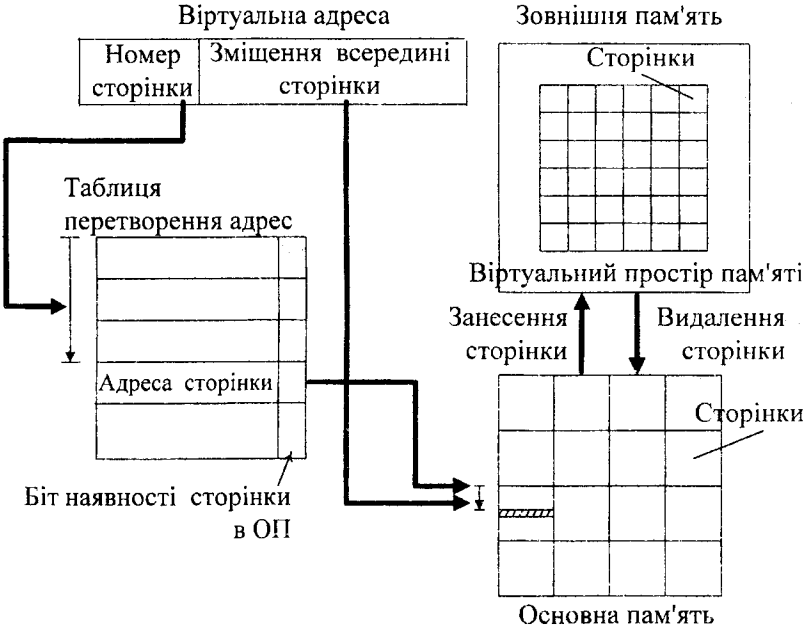 Віртуальна адреса
Номер
сторінки
Зміщення всередині
сторінки
Зовнішня пам'ять
Сторінки
Віртуальний простір пам'яті
Таблиця
перетворення адрес
Адреса сторінки
Біт наявності сторінки
в ОП
Занесення
сторінки
Видалення
сторінки
Сторінки
Основна пам'ять